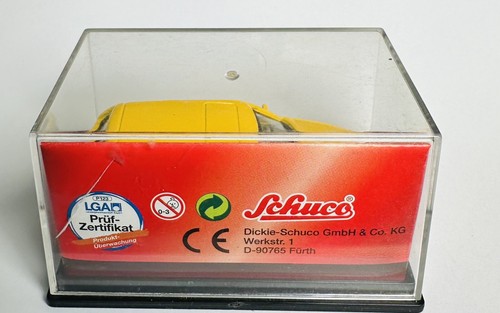 P123
LGA
Prüf-
Zertifikat
Produkt-
Überwachung
0-3
CE
Schuco®
Dickie-Schuco GmbH & Co. KG
Werkstr. 1
D-90765 Fürth